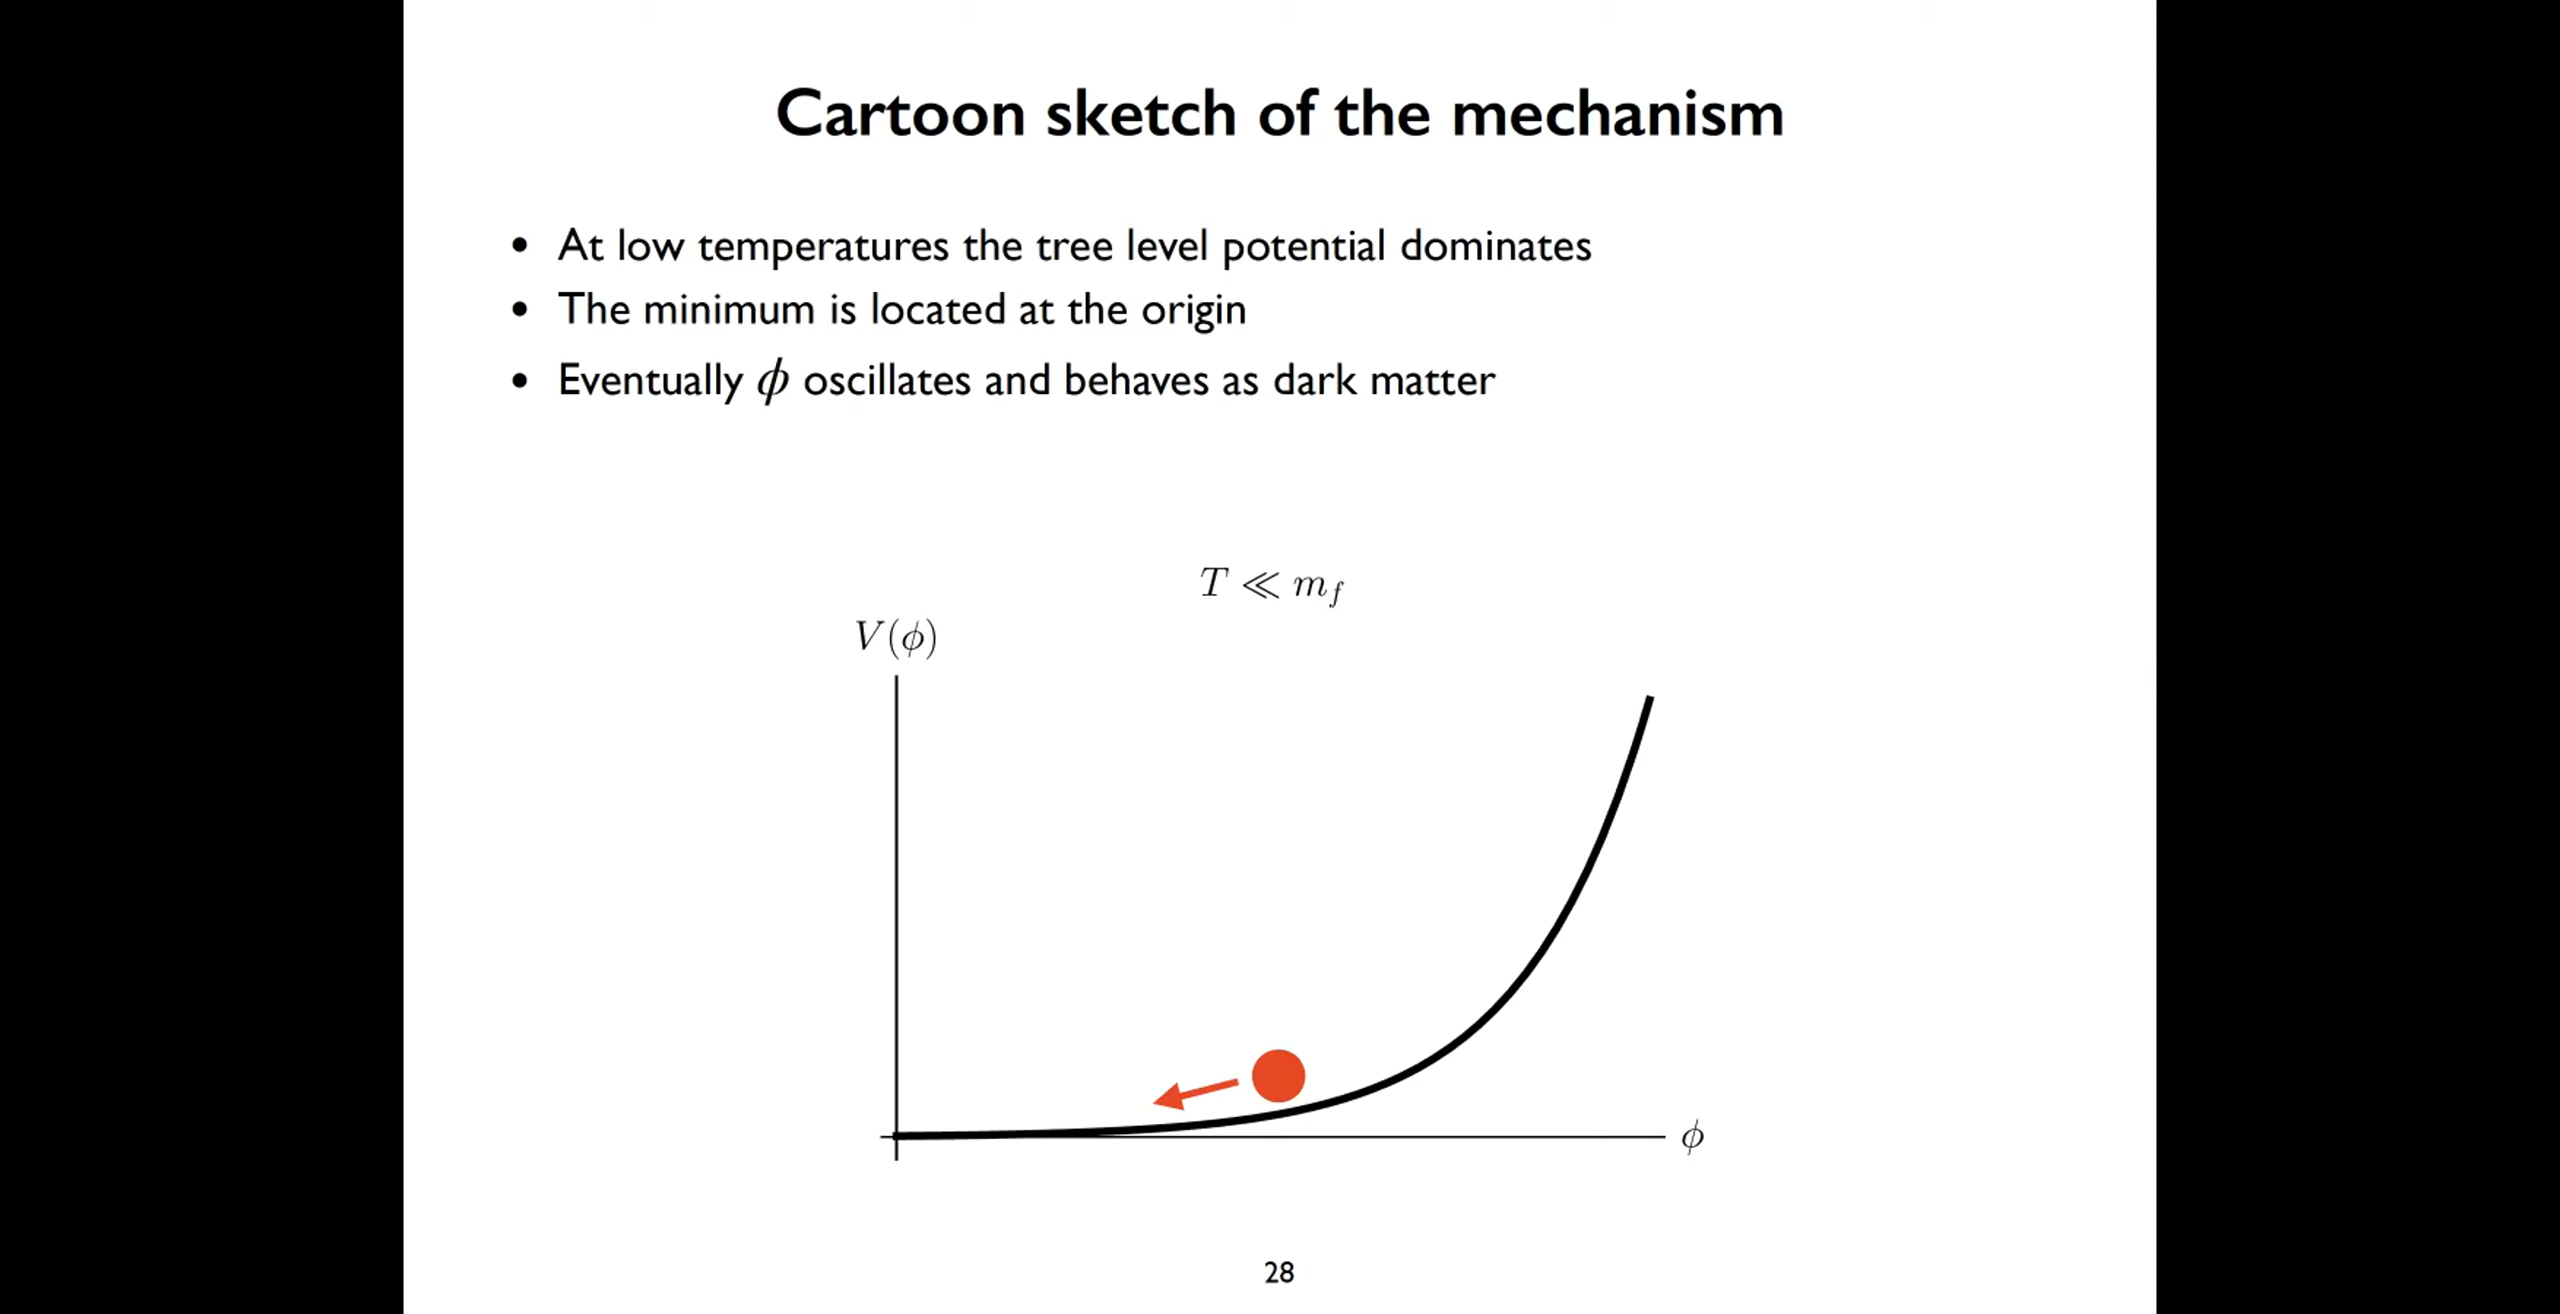 Cartoon sketch of the mechanism
• At low temperatures the tree level potential dominates
• The minimum is located at the origin
• Eventually ϕ oscillates and behaves as dark matter
T ≪ m_f
V(ϕ)
ϕ
28